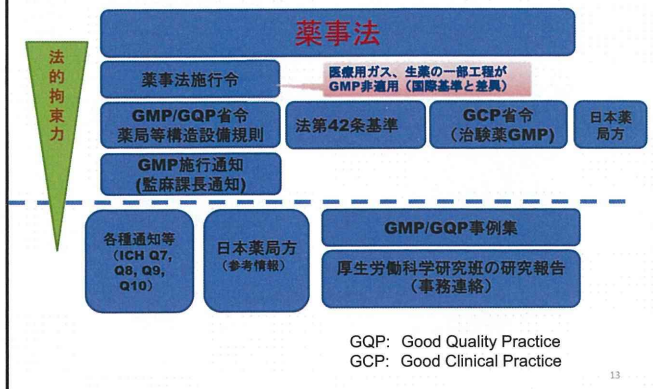 薬事法
法的拘束力
薬事法施行令
医療用ガス、生薬の一部工程が
GMP非適用（国際基準と差異）
GMP/GQP省令
薬局等構造設備規則
法第42条基準
GCP省令
（治験薬GMP)
日本薬
局方
GMP施行通知
(監麻課長通知)
各種通知等
（ICH Q7,
Q8, Q9,
Q10）
日本薬局方
（参考情報）
GMP/GQP事例集
厚生労働科学研究班の研究報告
（事務連絡）
GQP: Good Quality Practice
GCP: Good Clinical Practice
13